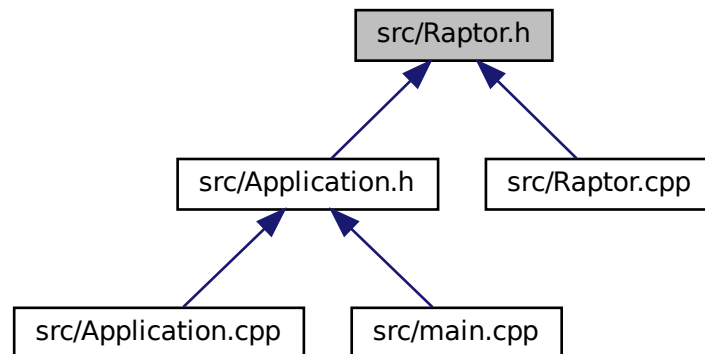 src/Raptor.h
src/Application.h
src/Raptor.cpp
src/Application.cpp
src/main.cpp